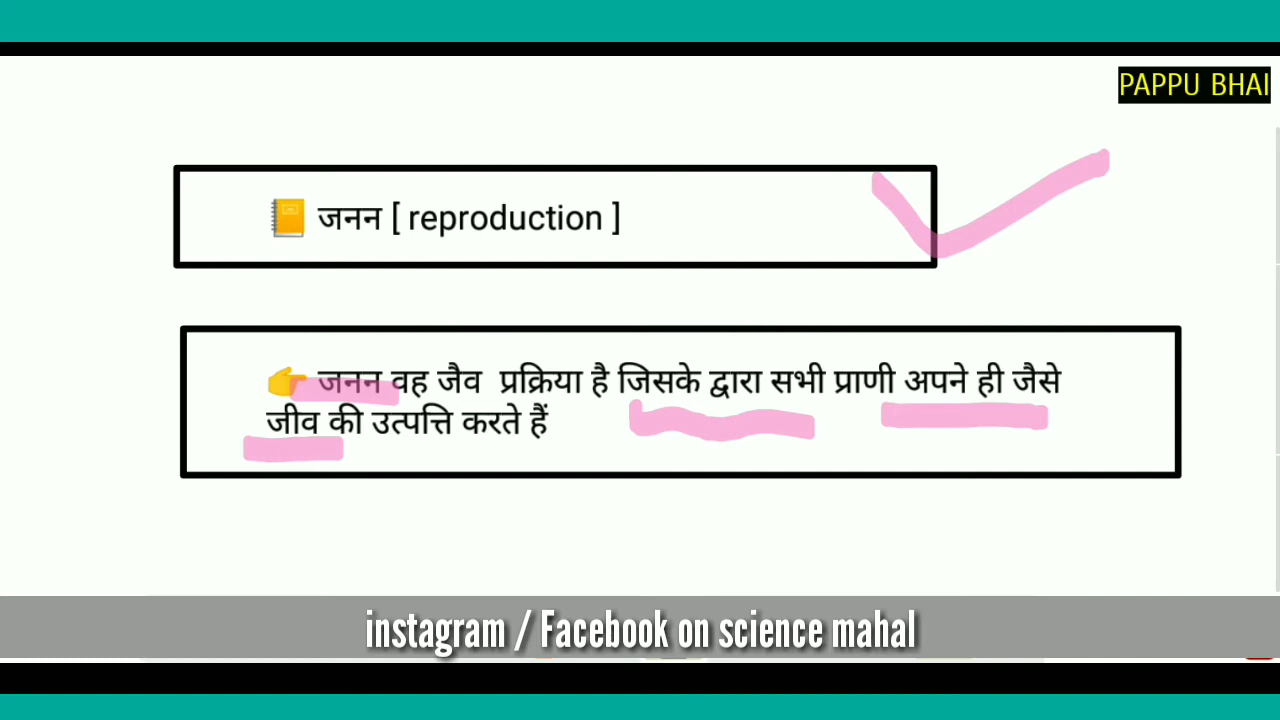 PAPPU BHAI
📒 जनन [ reproduction ]
👉 जनन वह जैव प्रक्रिया है जिसके द्वारा सभी प्राणी अपने ही जैसे
जीव की उत्पत्ति करते हैं
instagram / Facebook on science mahal